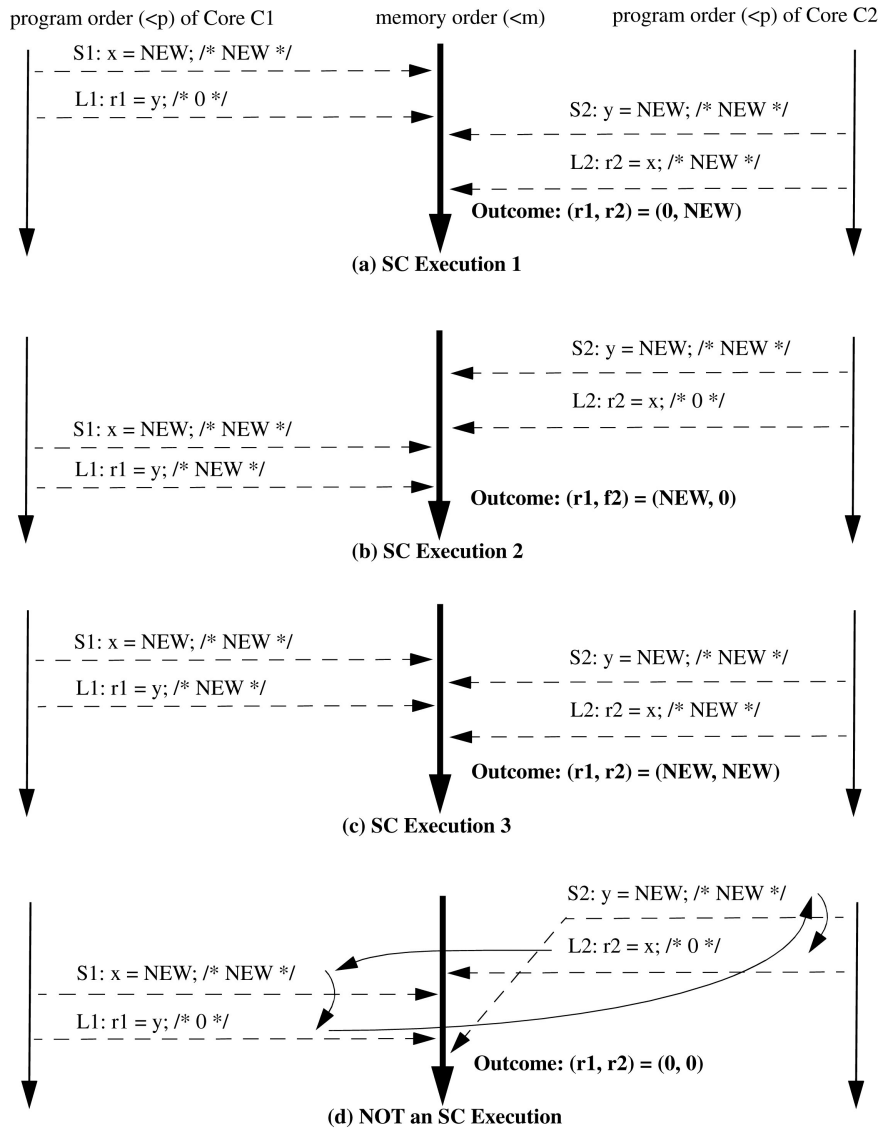 program order (<p) of Core C1 memory order (<m) program order (<p) of Core C2
S1: x = NEW; /* NEW */
L1: r1 = y; /* 0 */
S2: y = NEW; /* NEW */
L2: r2 = x; /* NEW */
Outcome: (r1, r2) = (0, NEW)
(a) SC Execution 1
S2: y = NEW; /* NEW */
L2: r2 = x; /* 0 */
S1: x = NEW; /* NEW */
L1: r1 = y; /* NEW */
Outcome: (r1, f2) = (NEW, 0)
(b) SC Execution 2
S1: x = NEW; /* NEW */
S2: y = NEW; /* NEW */
L1: r1 = y; /* NEW */
L2: r2 = x; /* NEW */
Outcome: (r1, r2) = (NEW, NEW)
(c) SC Execution 3
S2: y = NEW; /* NEW */
L2: r2 = x; /* 0 */
S1: x = NEW; /* NEW */
L1: r1 = y; /* 0 */
Outcome: (r1, r2) = (0, 0)
(d) NOT an SC Execution